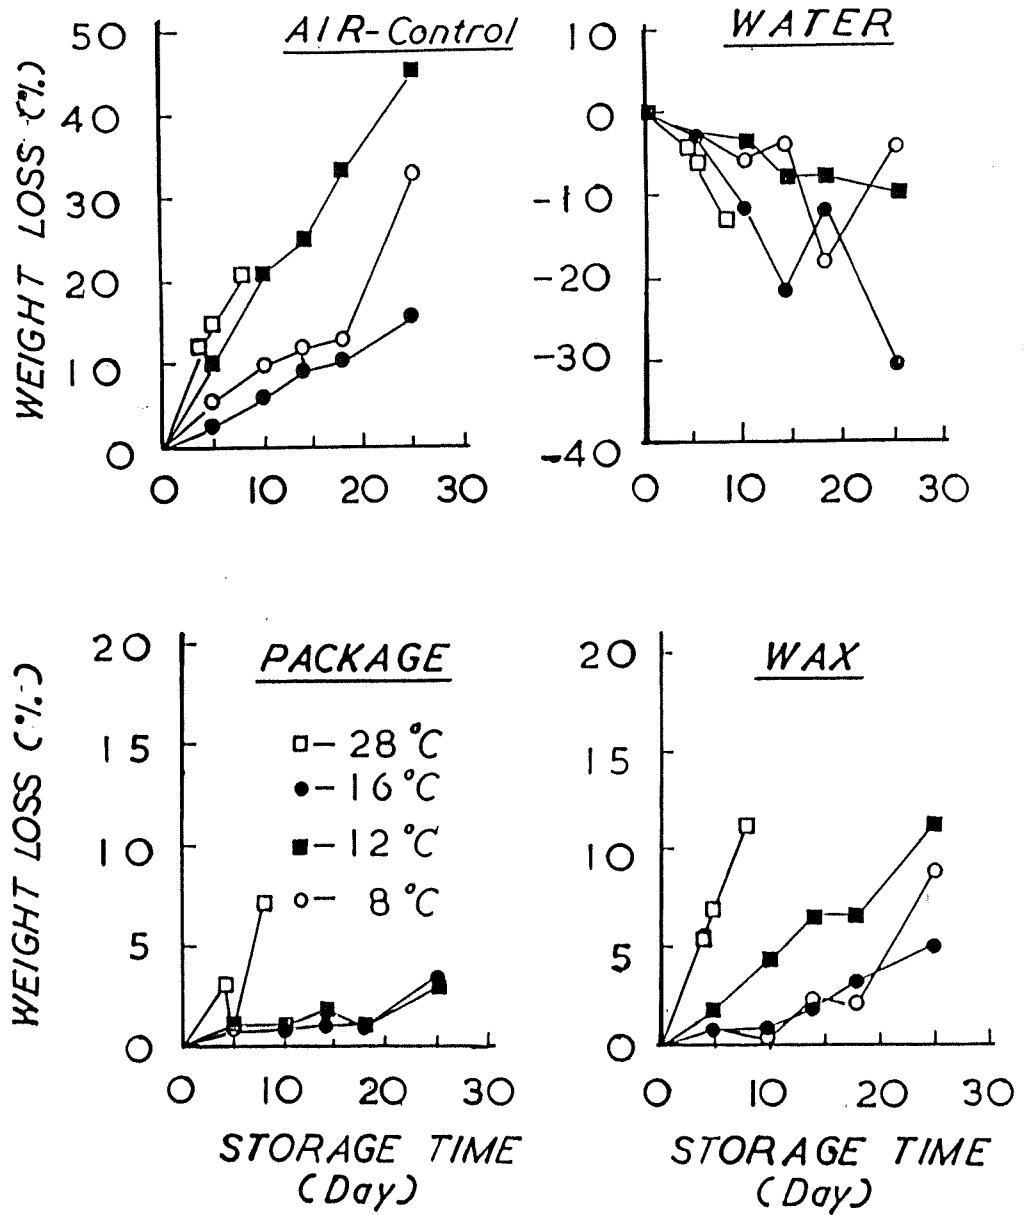 AIR-Control
WEIGHT LOSS (%)
50
40
30
20
10
0
0 10 20 30
WATER
10
0
-10
-20
-30
-40
0 10 20 30
PACKAGE
WEIGHT LOSS (%)
20
15
10
5
0
□- 28 °C
●- 16 °C
■- 12 °C
○- 8 °C
0 10 20 30
STORAGE TIME
(Day)
WAX
20
15
10
5
0
0 10 20 30
STORAGE TIME
(Day)